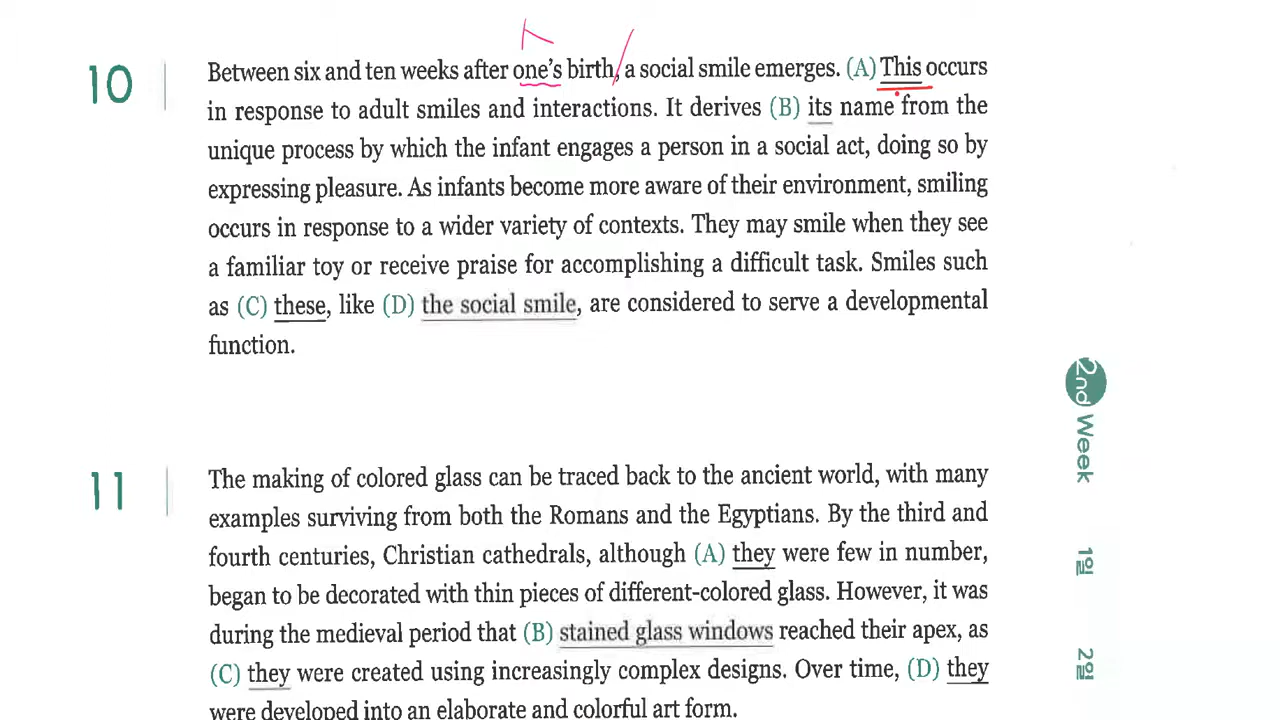 10
Between six and ten weeks after one's birth, a social smile emerges. (A) This occurs
in response to adult smiles and interactions. It derives (B) its name from the
unique process by which the infant engages a person in a social act, doing so by
expressing pleasure. As infants become more aware of their environment, smiling
occurs in response to a wider variety of contexts. They may smile when they see
a familiar toy or receive praise for accomplishing a difficult task. Smiles such
as (C) these, like (D) the social smile, are considered to serve a developmental
function.
11
The making of colored glass can be traced back to the ancient world, with many
examples surviving from both the Romans and the Egyptians. By the third and
fourth centuries, Christian cathedrals, although (A) they were few in number,
began to be decorated with thin pieces of different-colored glass. However, it was
during the medieval period that (B) stained glass windows reached their apex, as
(C) they were created using increasingly complex designs. Over time, (D) they
were developed into an elaborate and colorful art form.
2nd Week
1일
2일